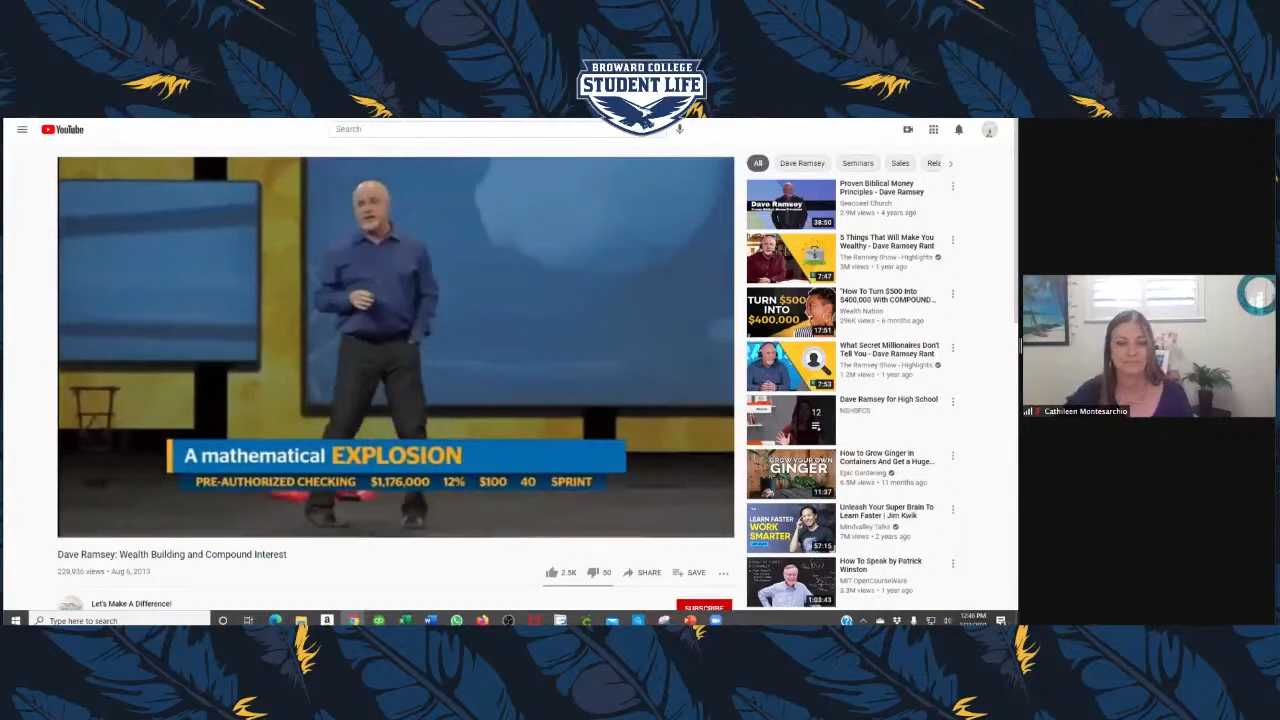 BROWARD COLLEGE
STUDENT LIFE
YouTube
Search
All
Dave Ramsey
Seminars
Sales
Rela
Dave Ramsey
38:50
Proven Biblical Money
Principles - Dave Ramsey
Seacoast Church
2.9M views • 4 years ago
7:47
5 Things That Will Make You
Wealthy - Dave Ramsey Rant
The Ramsey Show - Highlights
3M views • 1 year ago
TURN $500
INTO
$400,000
17:51
"How To Turn $500 Into
$400,000 With COMPOUND...
Wealth Nation
296K views • 6 months ago
7:53
What Secret Millionaires Don't
Tell You - Dave Ramsey Rant
The Ramsey Show - Highlights
1.2M views • 1 year ago
12
Dave Ramsey for High School
NSHSFCS
GROW YOUR OWN
GINGER
11:37
How to Grow Ginger in
Containers And Get a Huge...
Epic Gardening
6.5M views • 11 months ago
LEARN FASTER
WORK
SMARTER
57:15
Unleash Your Super Brain To
Learn Faster | Jim Kwik
Mindvalley Talks
7M views • 2 years ago
1:03:43
How To Speak by Patrick
Winston
MIT OpenCourseWare
3.3M views • 1 year ago
A mathematical EXPLOSION
PRE-AUTHORIZED CHECKING $1,176,000 12% $100 40 SPRINT
Dave Ramsey: Wealth Building and Compound Interest
229,936 views • Aug 6, 2013
2.5K
50
SHARE
SAVE
Let's Make A Difference!
SUBSCRIBE
Type here to search
12:46 PM
Cathileen Montesarchio